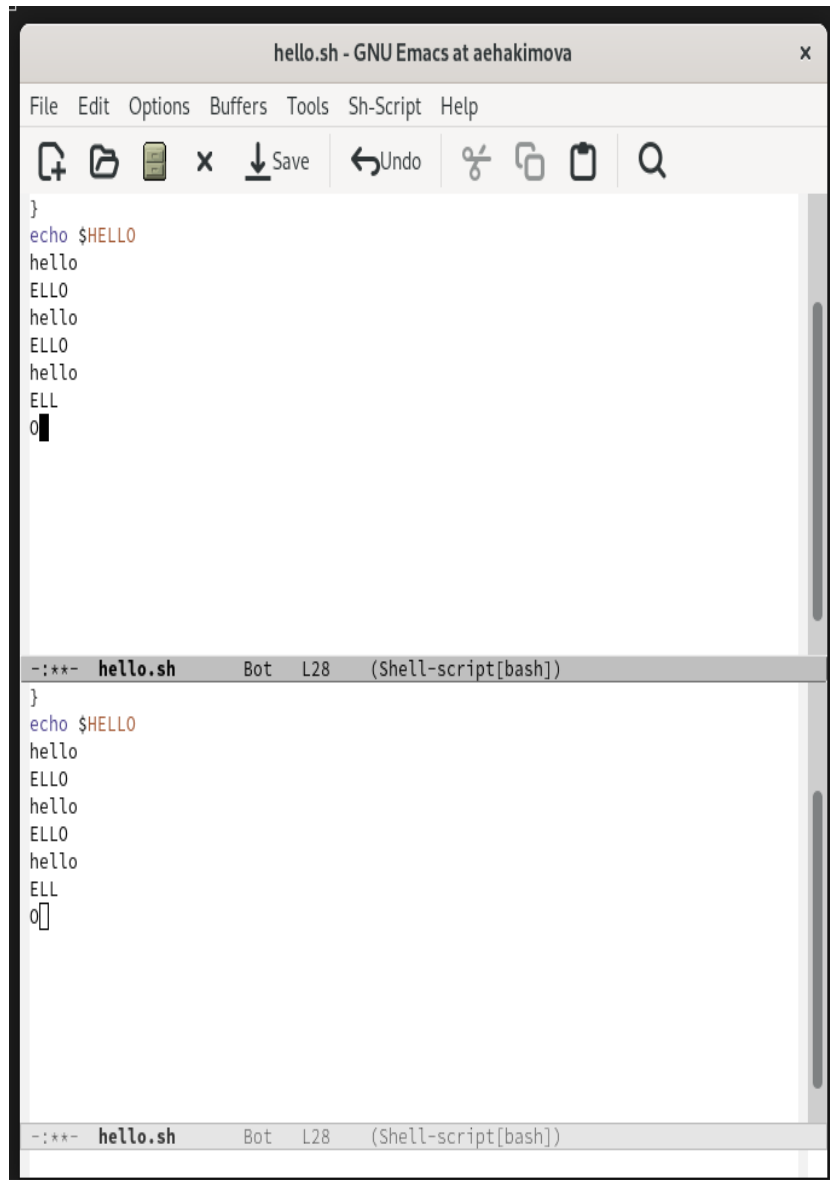 hello.sh - GNU Emacs at aehakimova
File Edit Options Buffers Tools Sh-Script Help
Save Undo
}
echo $HELLO
hello
ELLO
hello
ELLO
hello
ELL
O
-:**- hello.sh Bot L28 (Shell-script[bash])
}
echo $HELLO
hello
ELLO
hello
ELLO
hello
ELL
O
-:**- hello.sh Bot L28 (Shell-script[bash])